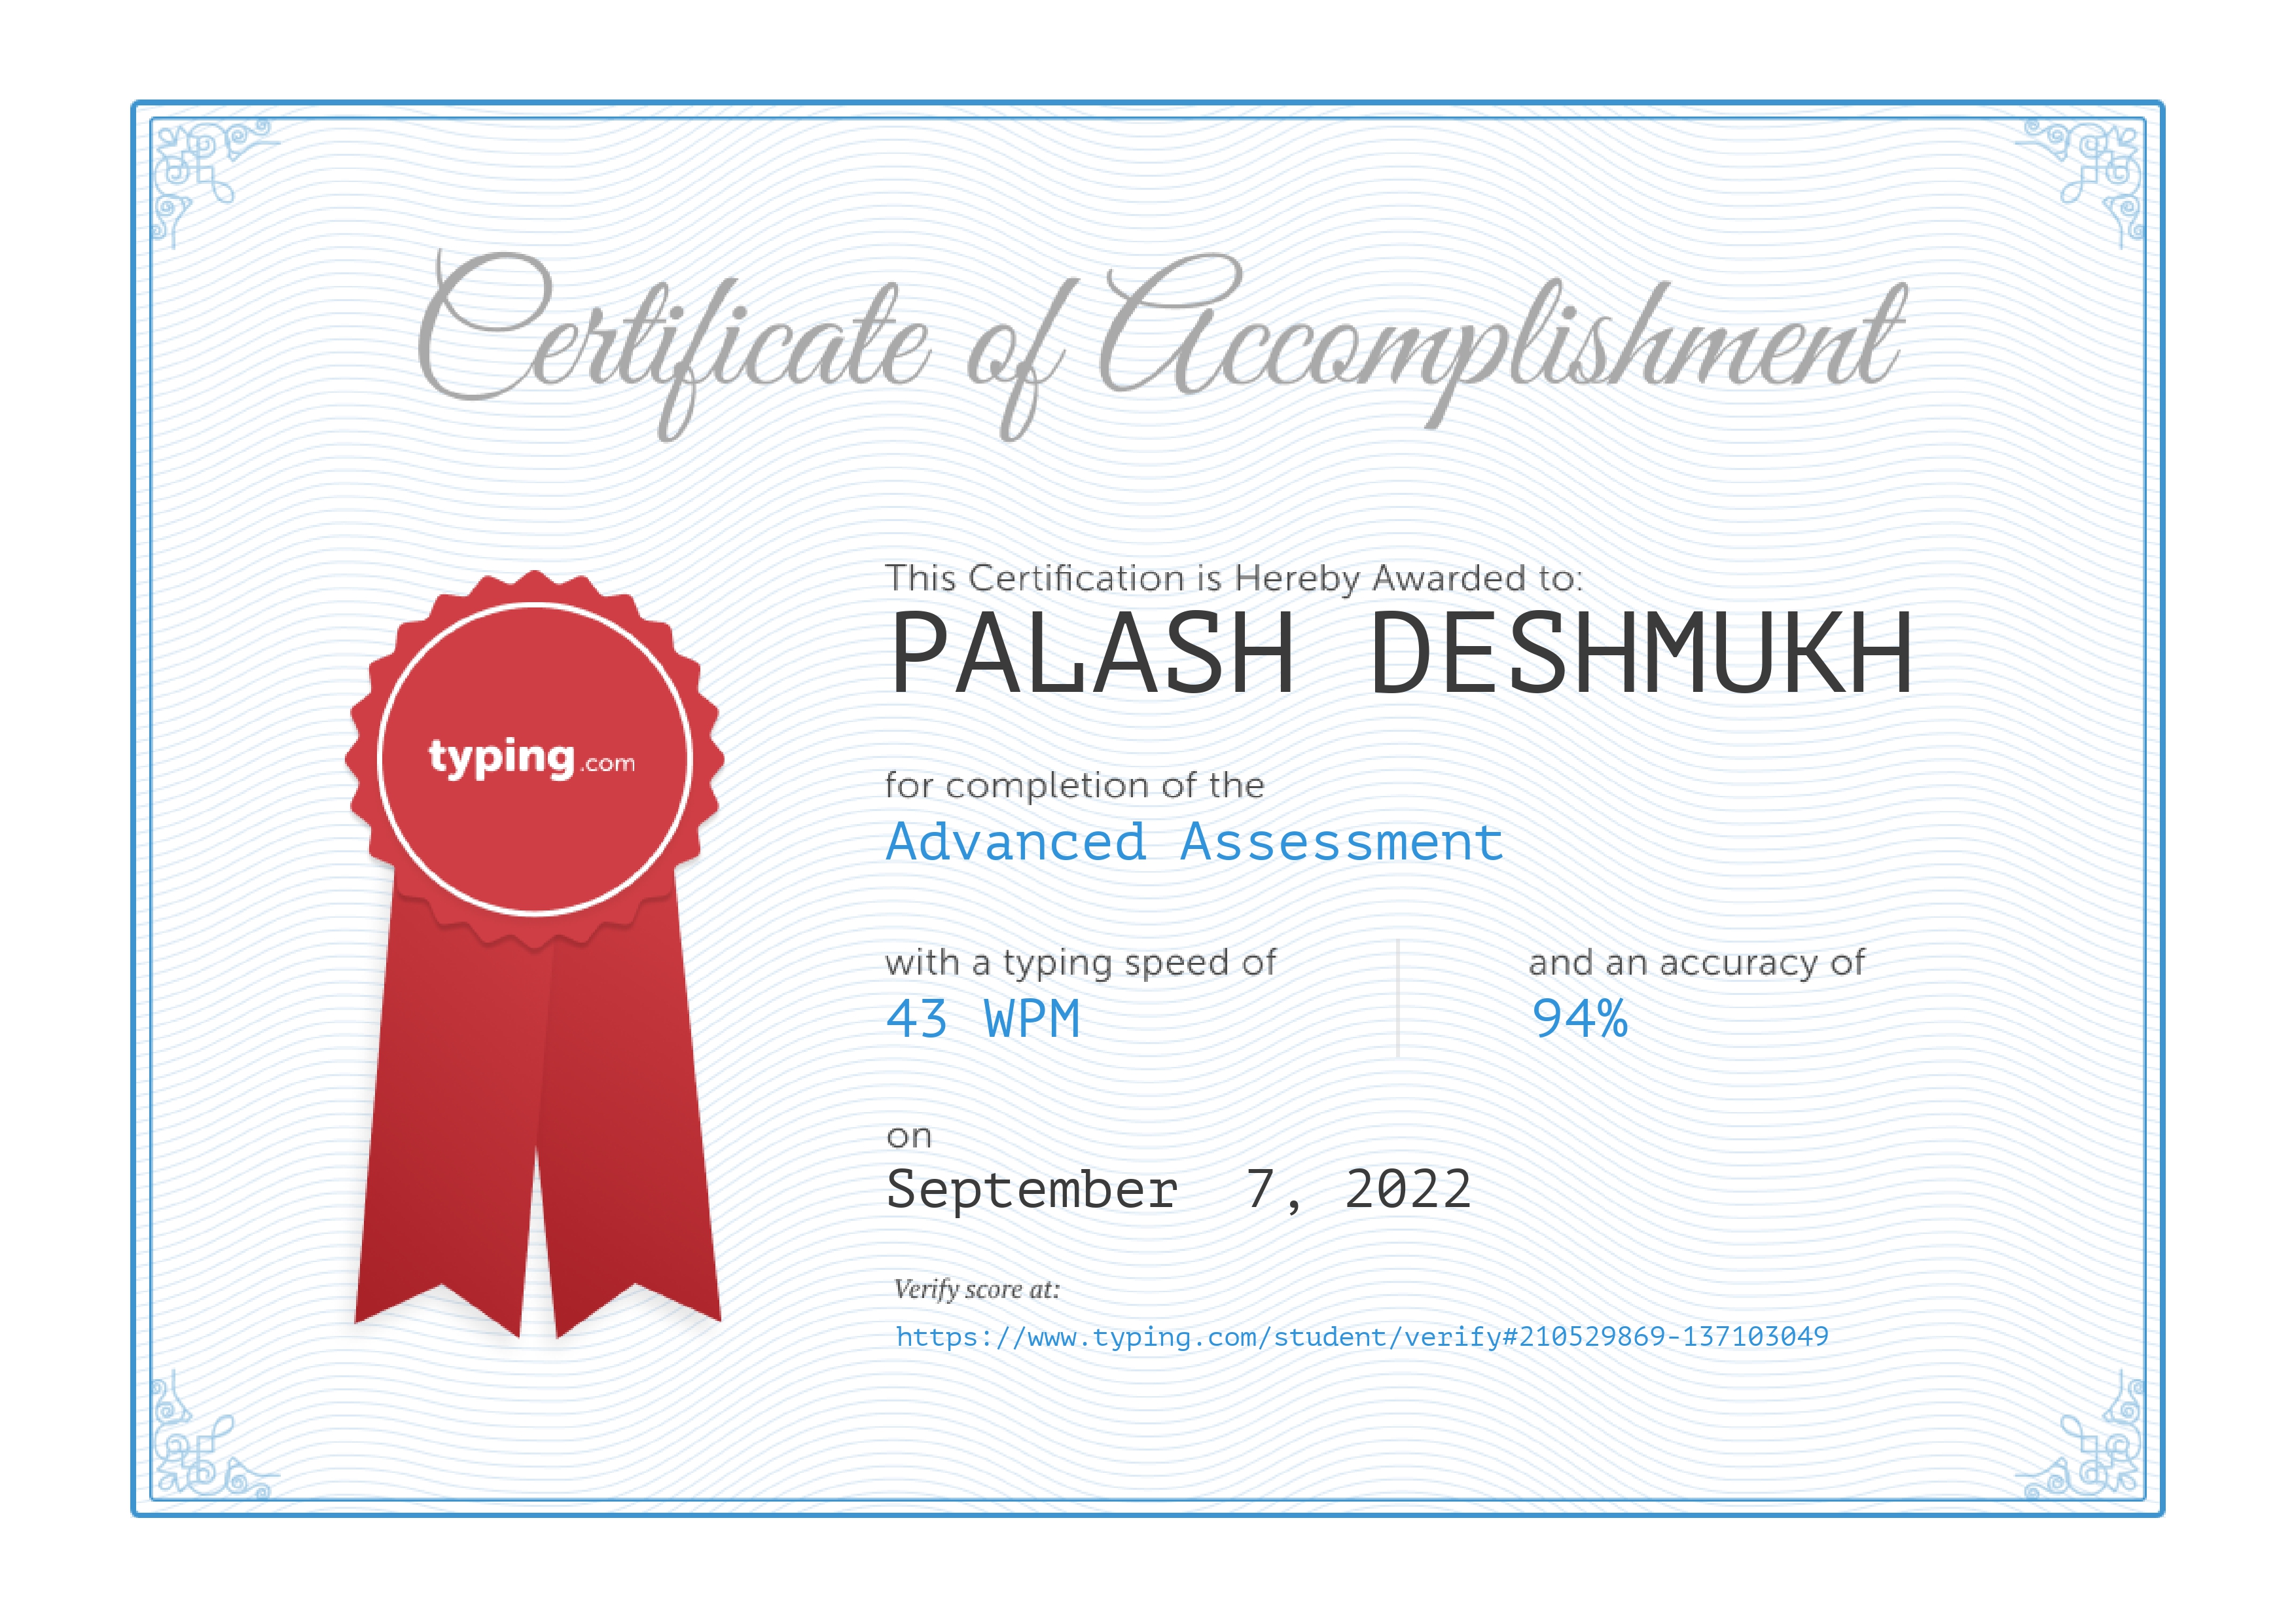 Certificate of Accomplishment
This Certification is Hereby Awarded to:
PALASH DESHMUKH
typing.com
for completion of the
Advanced Assessment
with a typing speed of
43 WPM
and an accuracy of
94%
on
September 7, 2022
Verify score at:
https://www.typing.com/student/verify#210529869-137103049